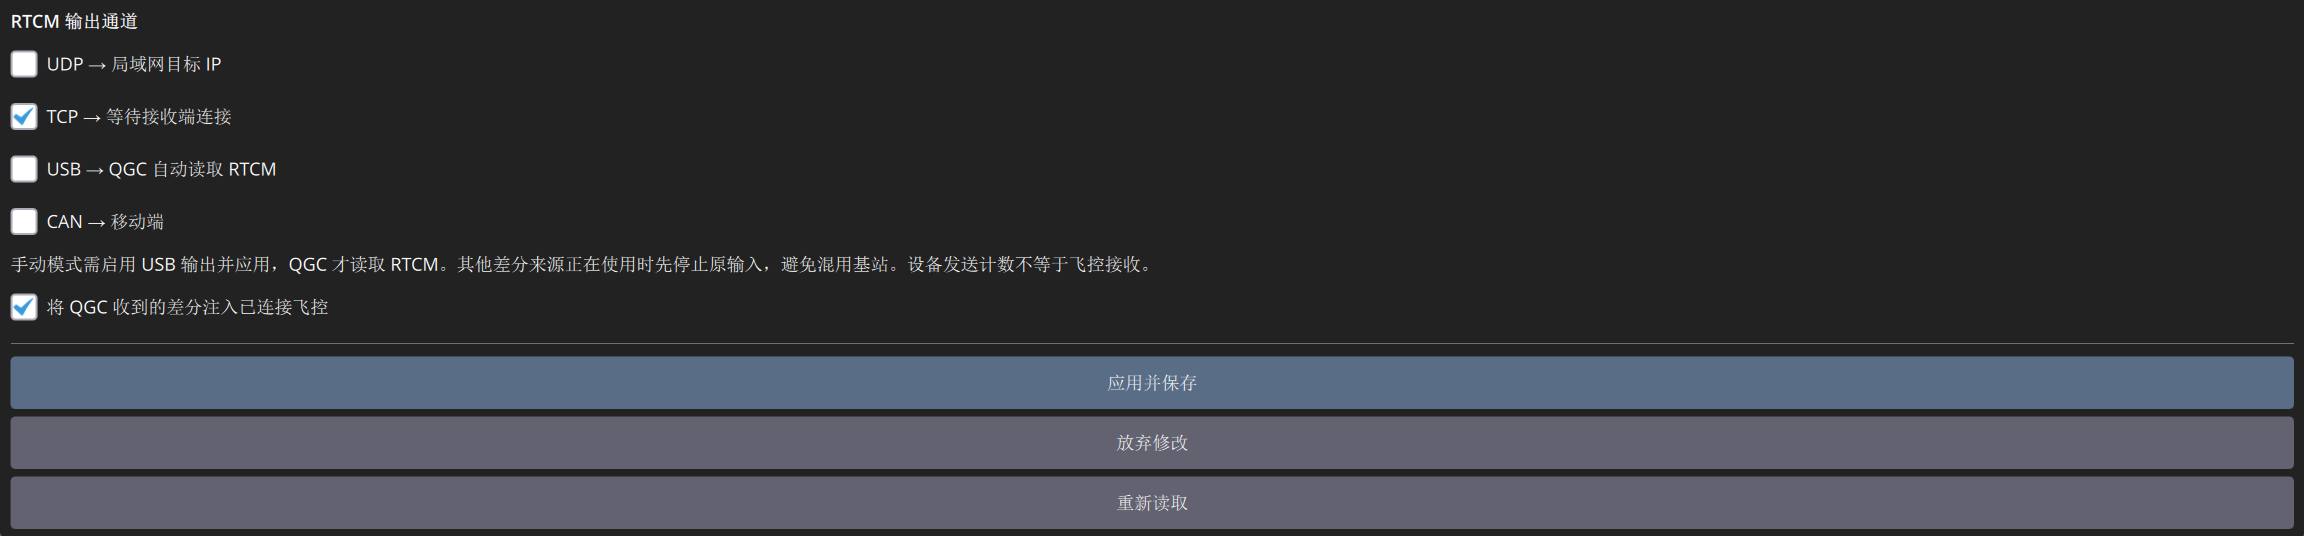 RTCM 输出通道
UDP → 局域网目标 IP
TCP → 等待接收端连接
USB → QGC 自动读取 RTCM
CAN → 移动端
手动模式需启用 USB 输出并应用，QGC 才读取 RTCM。其他差分来源正在使用时先停止原输入，避免混用基站。设备发送计数不等于飞控接收。
将 QGC 收到的差分注入已连接飞控
应用并保存
放弃修改
重新读取